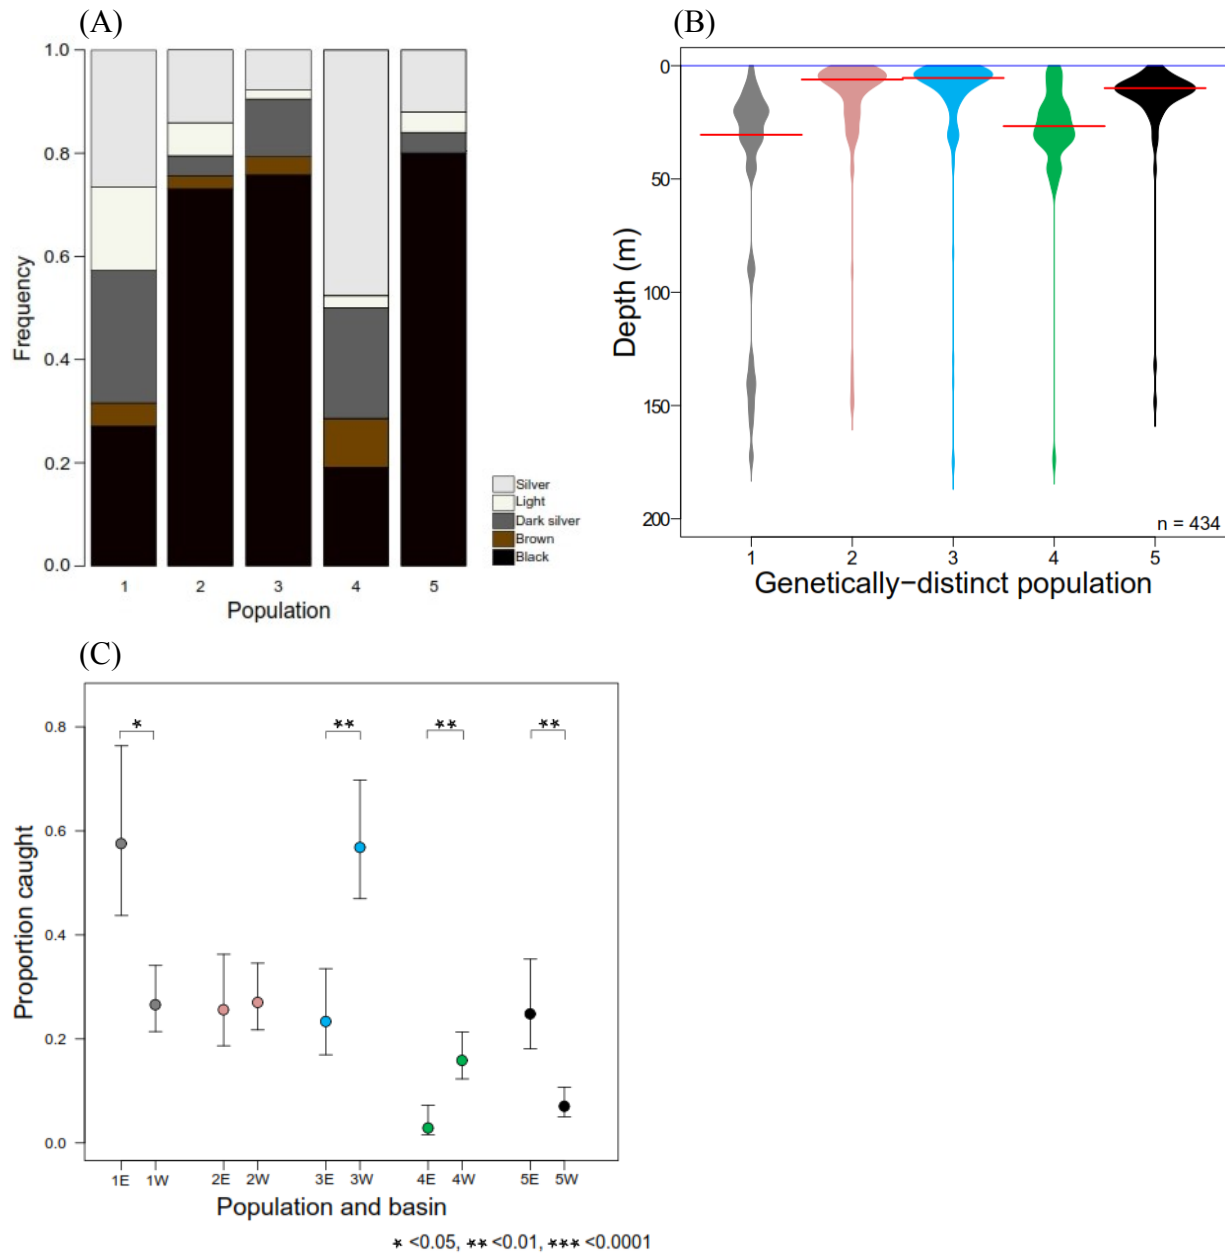 (A)
1.0
0.8
0.6
0.4
0.2
0.0
Frequency
1 2 3 4 5
Population
Silver
Light
Dark silver
Brown
Black
(B)
0
50
100
150
200
Depth (m)
n = 434
1 2 3 4 5
Genetically−distinct population
(C)
0.8
0.6
0.4
0.2
0.0
Proportion caught
* ** ** **
1E 1W 2E 2W 3E 3W 4E 4W 5E 5W
Population and basin
* <0.05, ** <0.01, *** <0.0001